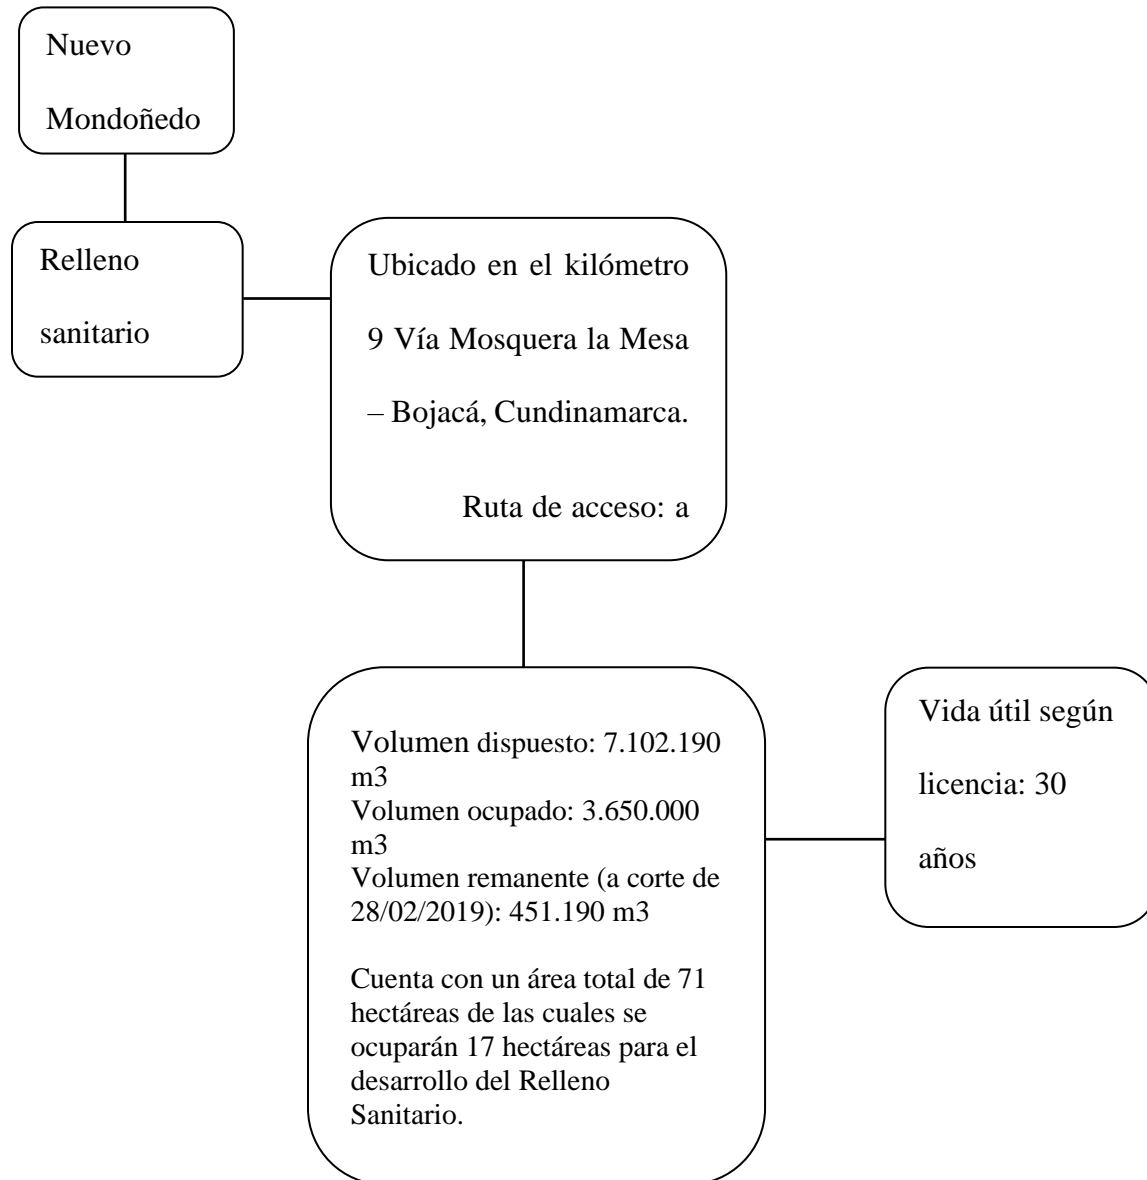 Nuevo
Mondoñedo
Relleno
sanitario
Ubicado en el kilómetro
9 Vía Mosquera la Mesa
– Bojacá, Cundinamarca.
Ruta de acceso: a
Volumen dispuesto: 7.102.190
m3
Volumen ocupado: 3.650.000
m3
Volumen remanente (a corte de
28/02/2019): 451.190 m3
Cuenta con un área total de 71
hectáreas de las cuales se
ocuparán 17 hectáreas para el
desarrollo del Relleno
Sanitario.
Vida útil según
licencia: 30
años